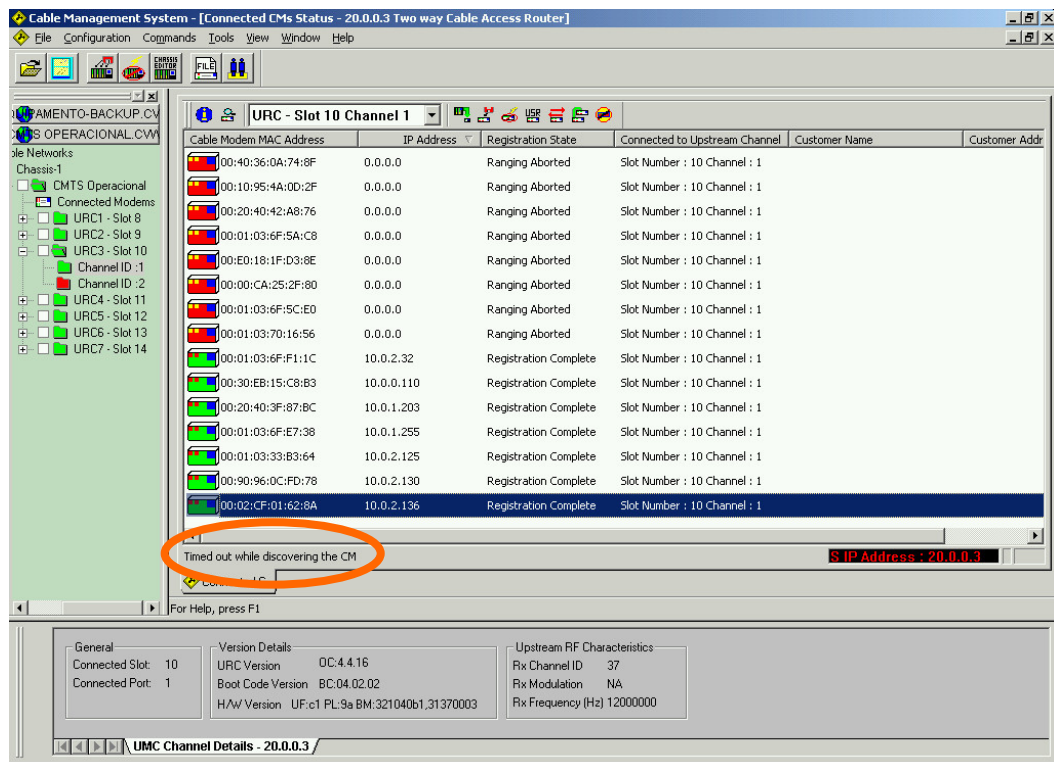 Cable Management System - [Connected CMs Status - 20.0.0.3 Two way Cable Access Router]
File Configuration Commands Tools View Window Help
CHASSIS EDITOR FILE
PAMENTO-BACKUP.CV
S OPERACIONAL.CVW
ble Networks
Chassis-1
CMTS Operacional
Connected Modems
URC1 - Slot 8
URC2 - Slot 9
URC3 - Slot 10
Channel ID :1
Channel ID :2
URC4 - Slot 11
URC5 - Slot 12
URC6 - Slot 13
URC7 - Slot 14
URC - Slot 10 Channel 1 USR
Cable Modem MAC Address IP Address Registration State Connected to Upstream Channel Customer Name Customer Addr
00:40:36:0A:74:8F 0.0.0.0 Ranging Aborted Slot Number : 10 Channel : 1
00:10:95:4A:0D:2F 0.0.0.0 Ranging Aborted Slot Number : 10 Channel : 1
00:20:40:42:A8:76 0.0.0.0 Ranging Aborted Slot Number : 10 Channel : 1
00:01:03:6F:5A:C8 0.0.0.0 Ranging Aborted Slot Number : 10 Channel : 1
00:E0:18:1F:D3:8E 0.0.0.0 Ranging Aborted Slot Number : 10 Channel : 1
00:00:CA:25:2F:80 0.0.0.0 Ranging Aborted Slot Number : 10 Channel : 1
00:01:03:6F:5C:E0 0.0.0.0 Ranging Aborted Slot Number : 10 Channel : 1
00:01:03:70:16:56 0.0.0.0 Ranging Aborted Slot Number : 10 Channel : 1
00:01:03:6F:F1:1C 10.0.2.32 Registration Complete Slot Number : 10 Channel : 1
00:30:EB:15:C8:B3 10.0.0.110 Registration Complete Slot Number : 10 Channel : 1
00:20:40:3F:87:BC 10.0.1.203 Registration Complete Slot Number : 10 Channel : 1
00:01:03:6F:E7:38 10.0.1.255 Registration Complete Slot Number : 10 Channel : 1
00:01:03:33:B3:64 10.0.2.125 Registration Complete Slot Number : 10 Channel : 1
00:90:96:0C:FD:78 10.0.2.130 Registration Complete Slot Number : 10 Channel : 1
00:02:CF:01:62:8A 10.0.2.136 Registration Complete Slot Number : 10 Channel : 1
Timed out while discovering the CM S IP Address : 20.0.0.3
For Help, press F1
General Version Details Upstream RF Characteristics
Connected Slot: 10 URC Version OC:4.4.16 Rx Channel ID 37
Connected Port: 1 Boot Code Version BC:04.02.02 Rx Modulation NA
H/W Version UF:c1 PL:9a BM:321040b1,31370003 Rx Frequency (Hz) 12000000
UMC Channel Details - 20.0.0.3